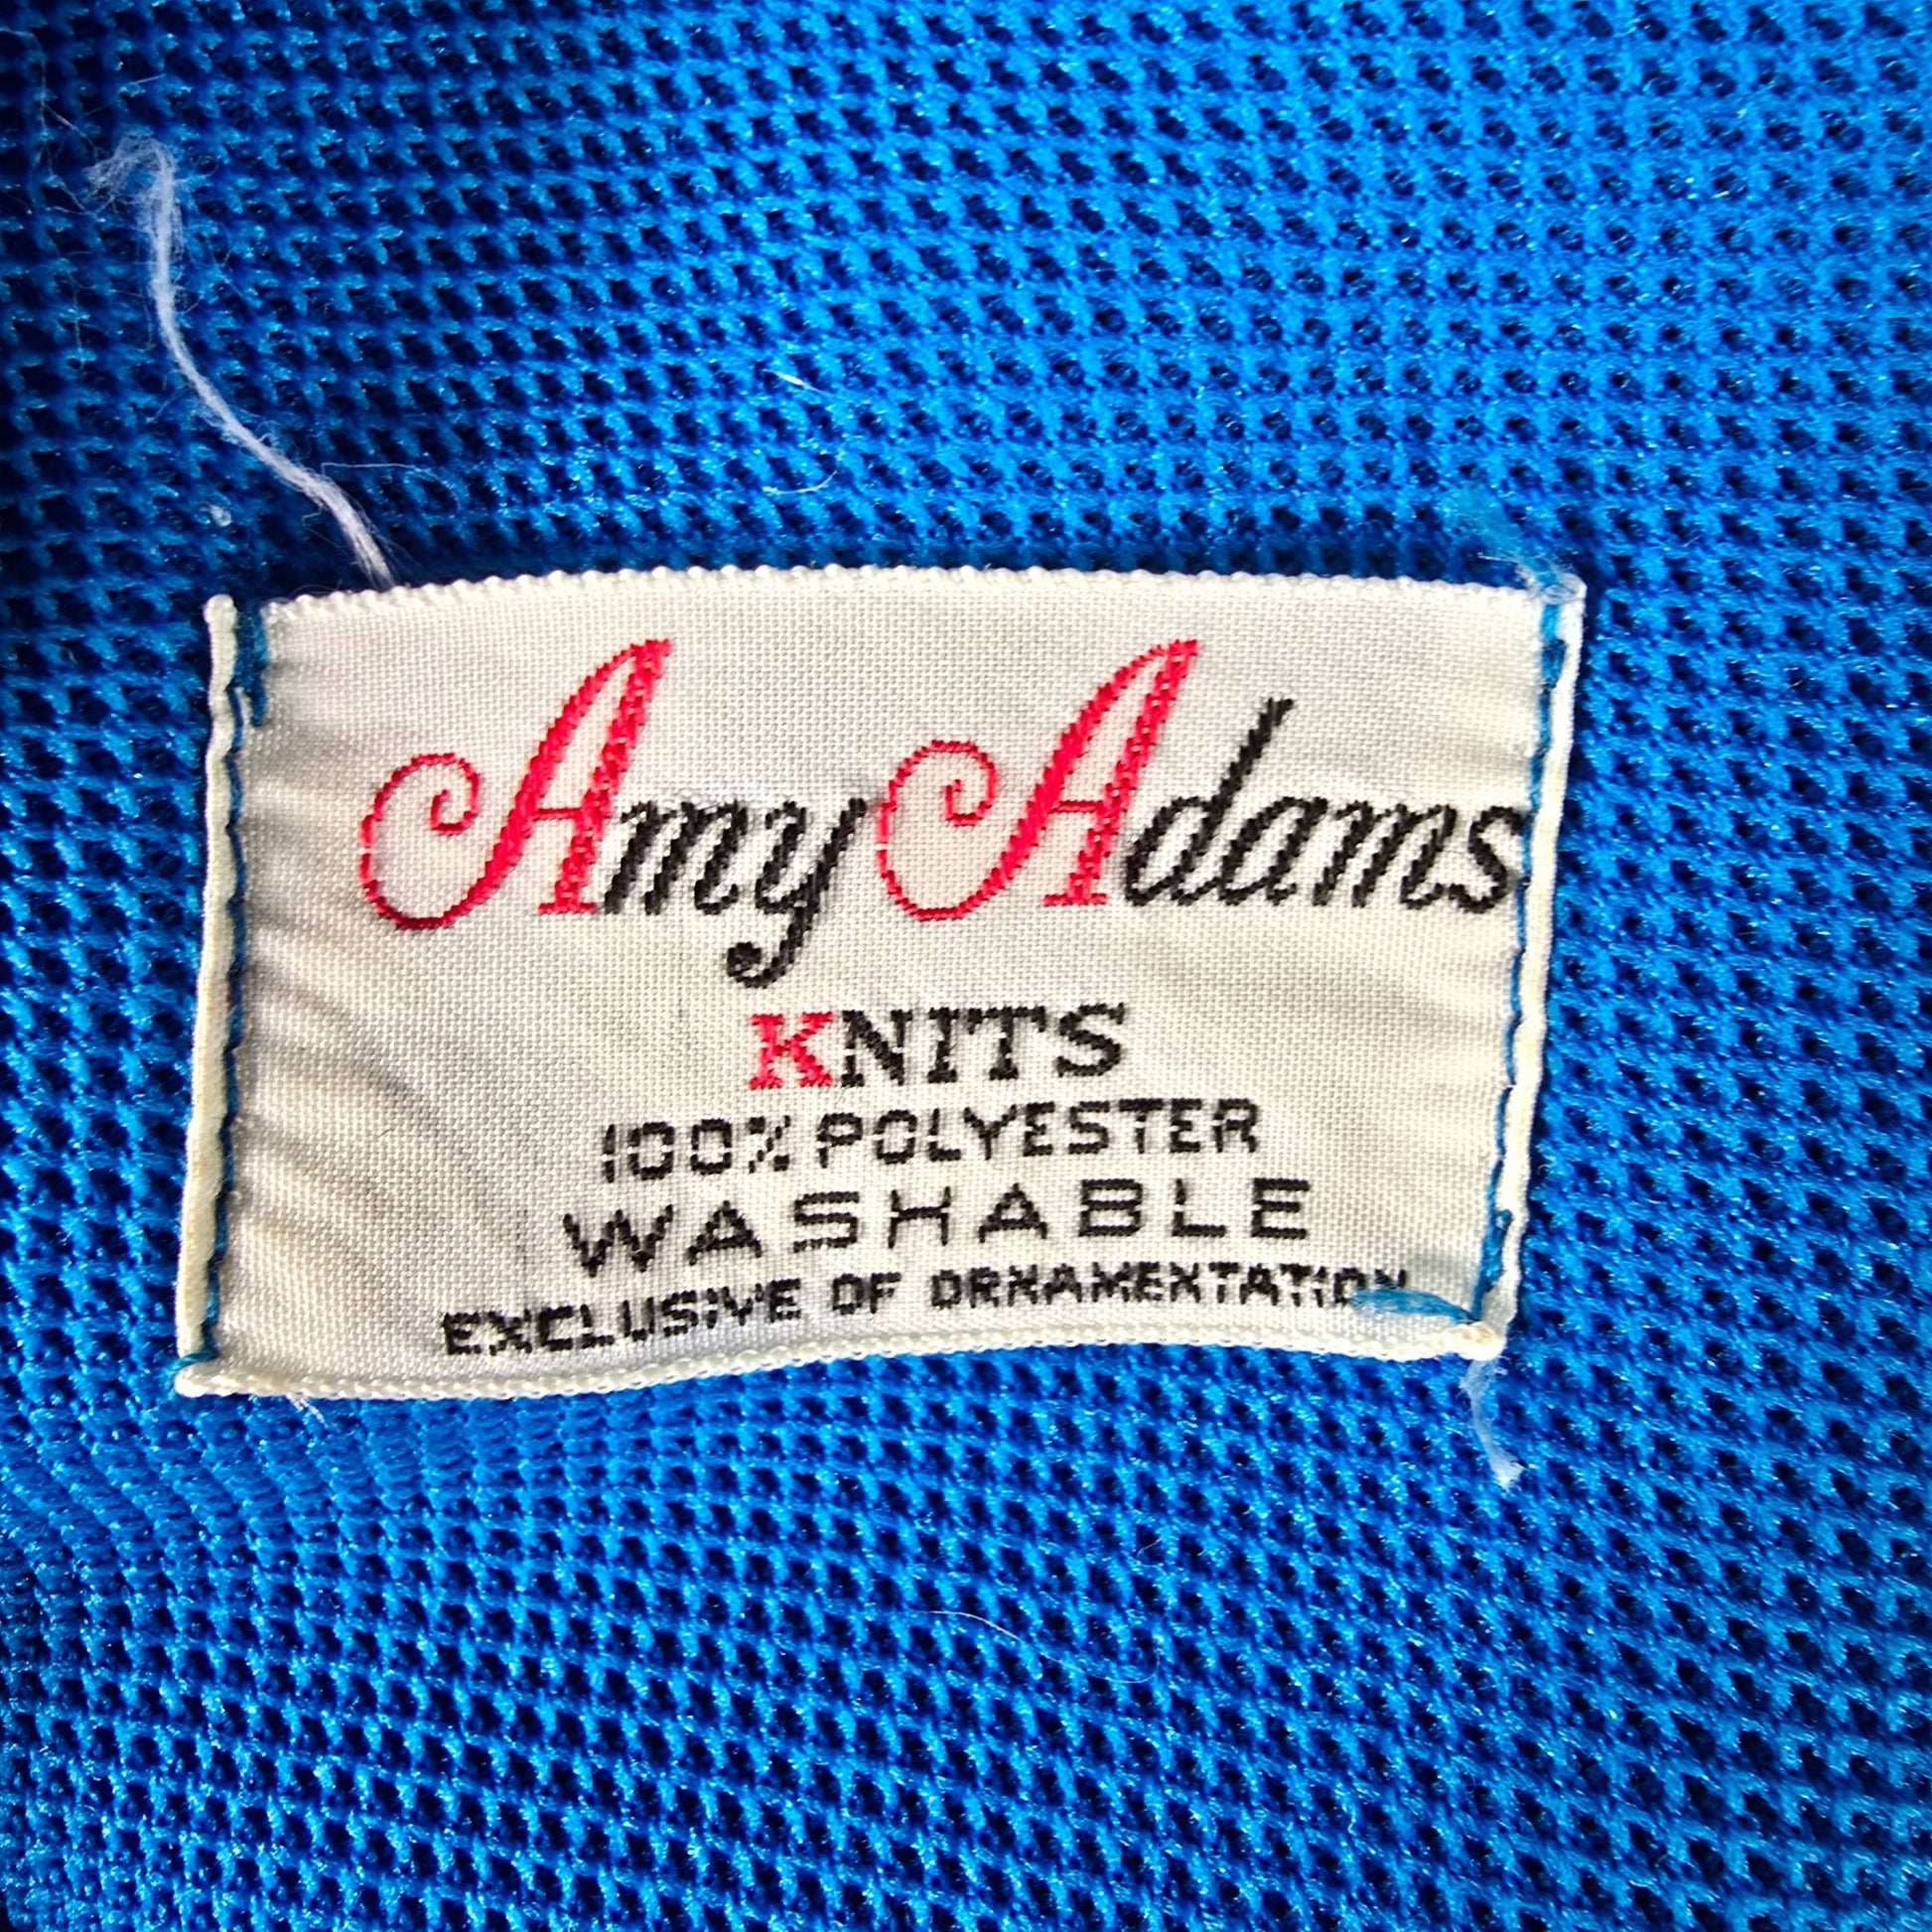 Amy Adams
KNITS
100% POLYESTER
WASHABLE
EXCLUSIVE OF ORNAMENTATION